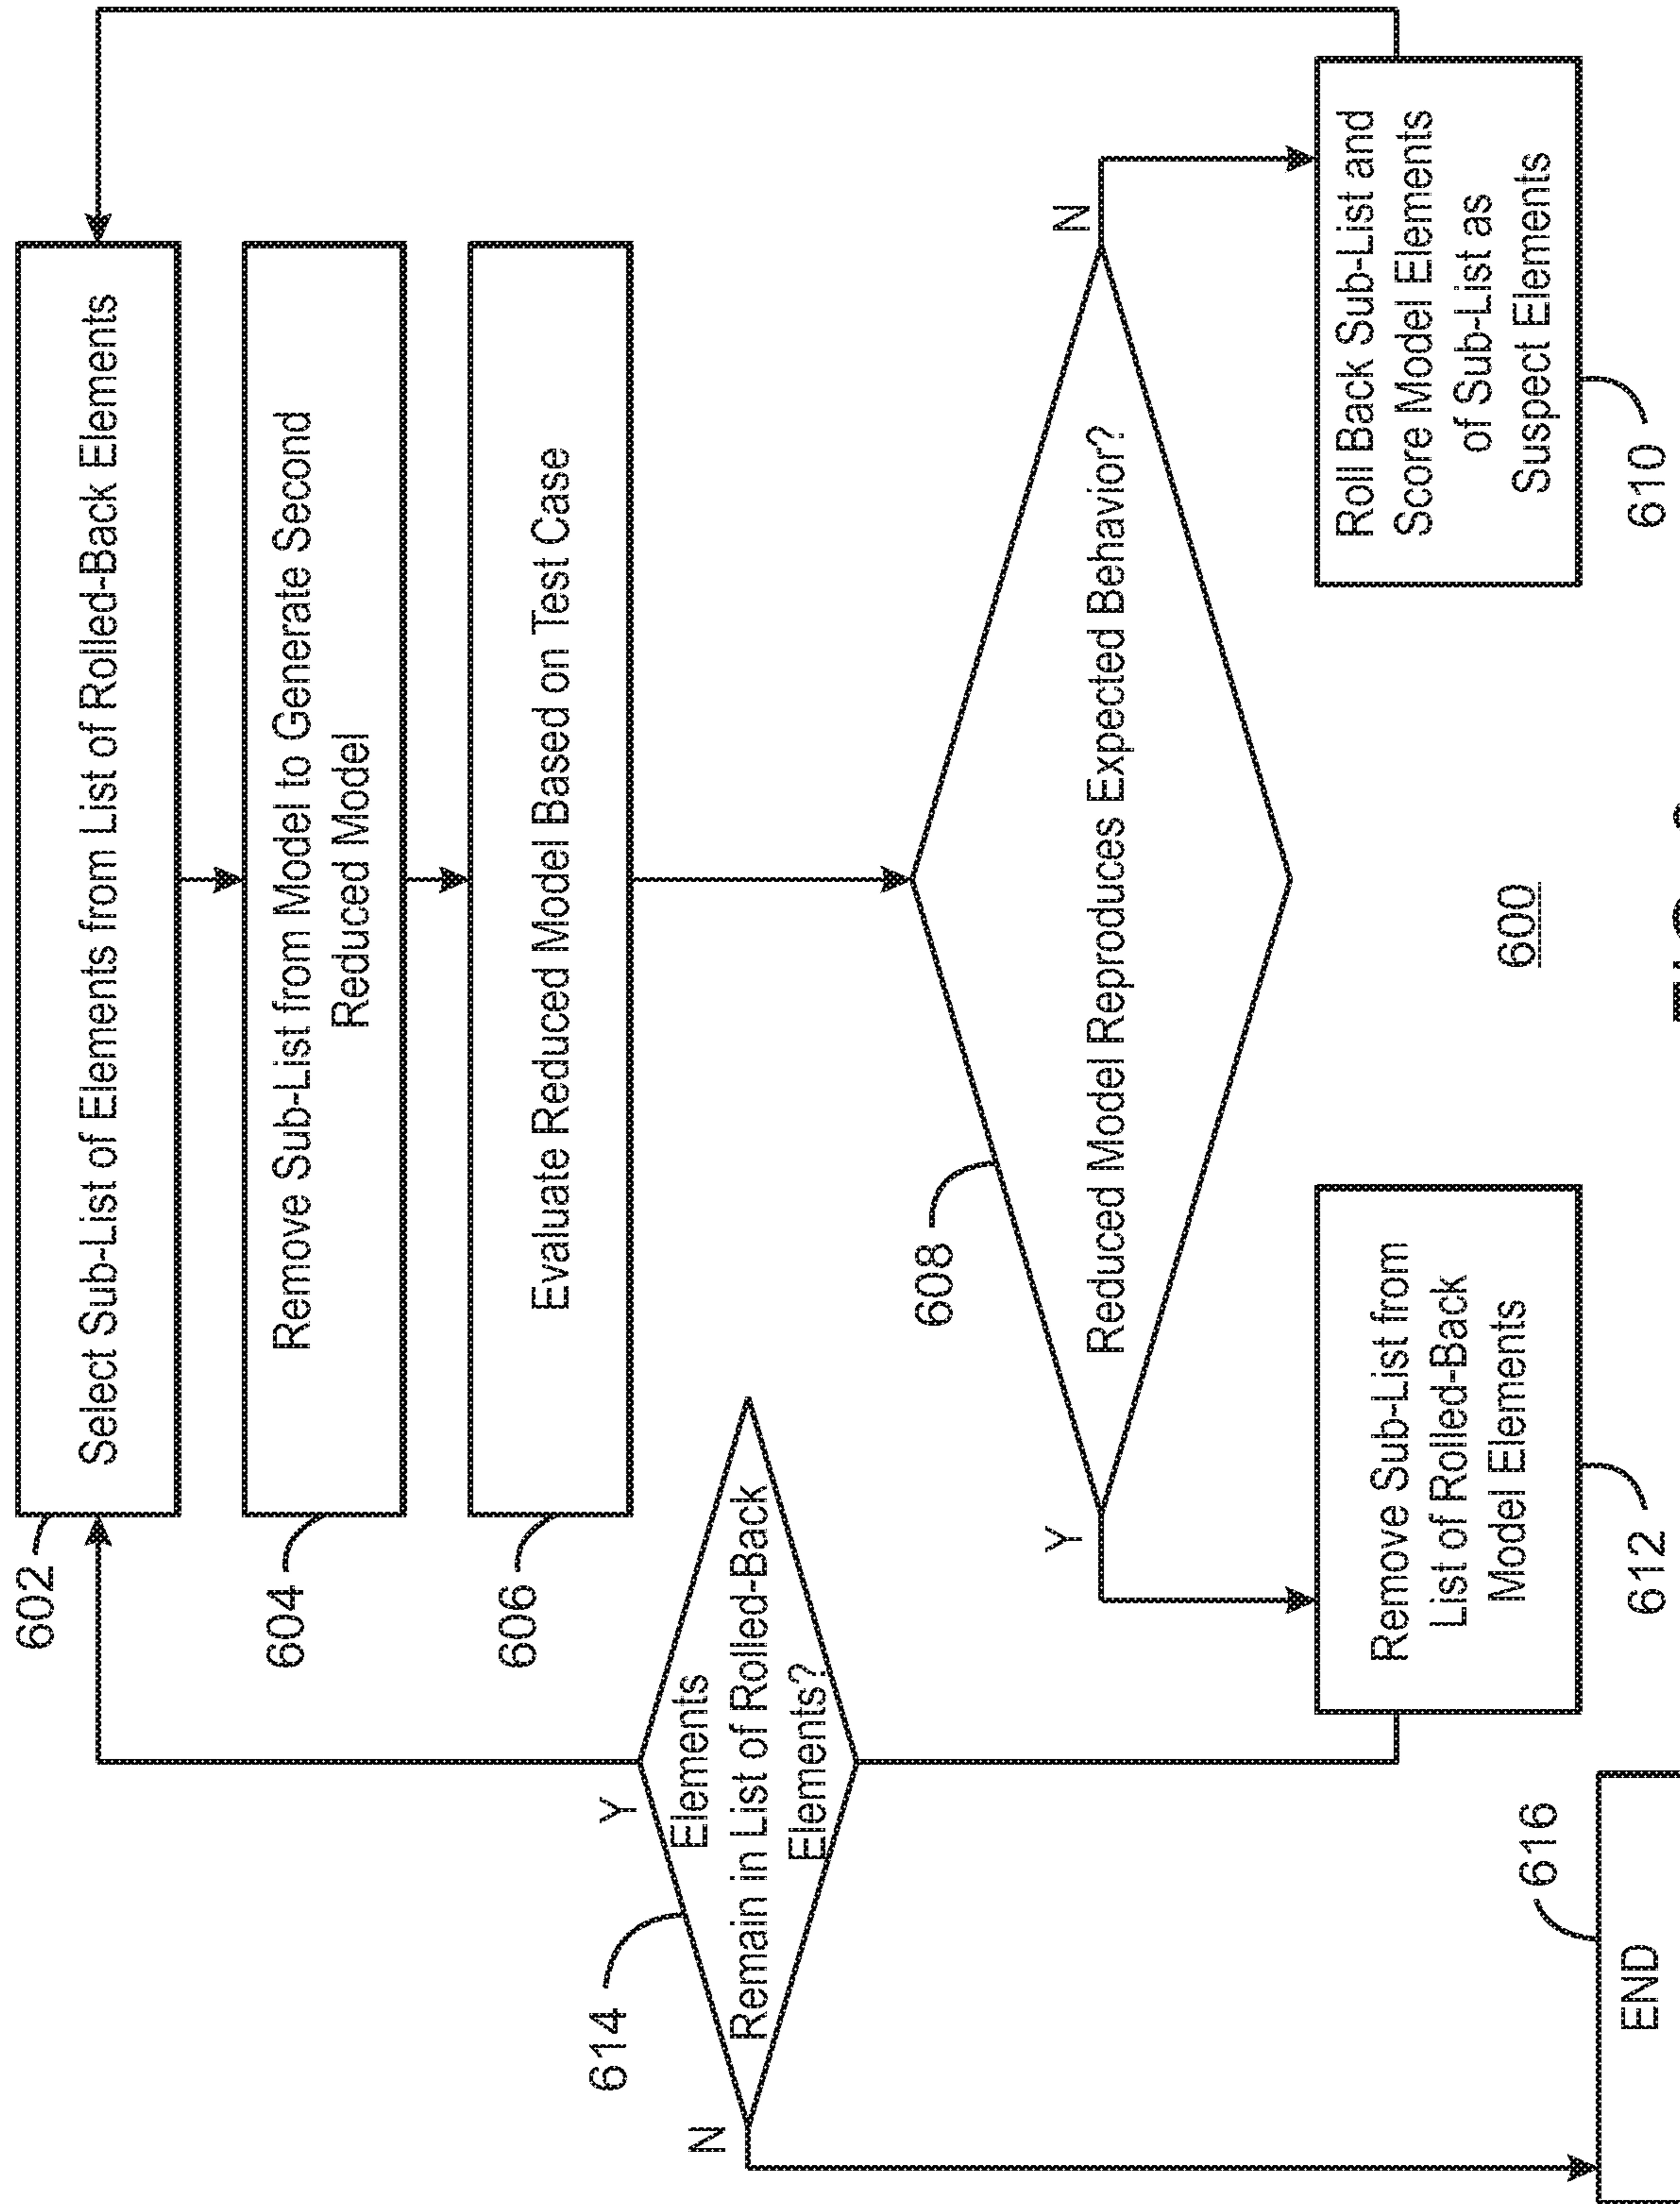 602
Select Sub-List of Elements from List of Rolled-Back Elements
604
Remove Sub-List from Model to Generate Second
Reduced Model
606
Evaluate Reduced Model Based on Test Case
614
Y
N
Elements
Remain in List of Rolled-Back
Elements?
608
Y
N
Reduced Model Reproduces Expected Behavior?
Remove Sub-List from
List of Rolled-Back
Model Elements
612
Roll Back Sub-List and
Score Model Elements
of Sub-List as
Suspect Elements
610
616
END
600